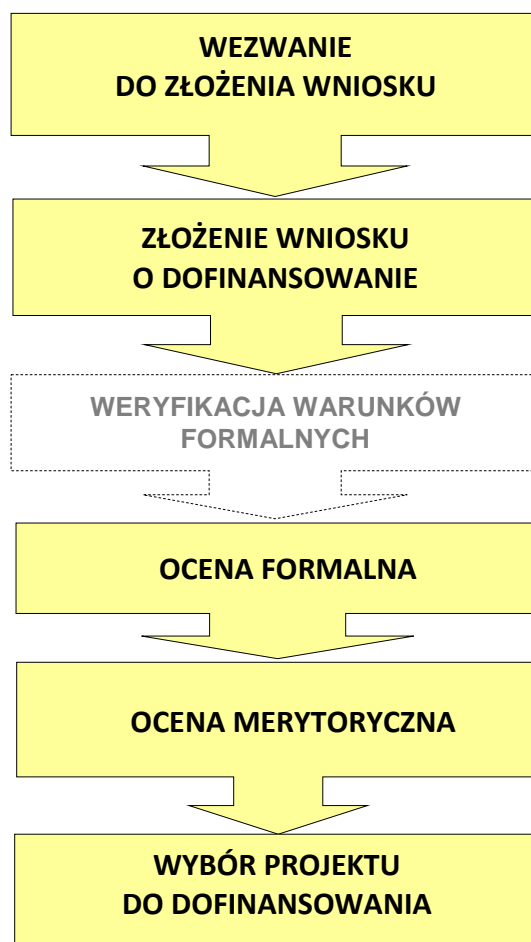 WEZWANIE
DO ZŁOŻENIA WNIOSKU
ZŁOŻENIE WNIOSKU
O DOFINANSOWANIE
WERYFIKACJA WARUNKÓW
FORMALNYCH
OCENA FORMALNA
OCENA MERYTORYCZNA
WYBÓR PROJEKTU
DO DOFINANSOWANIA